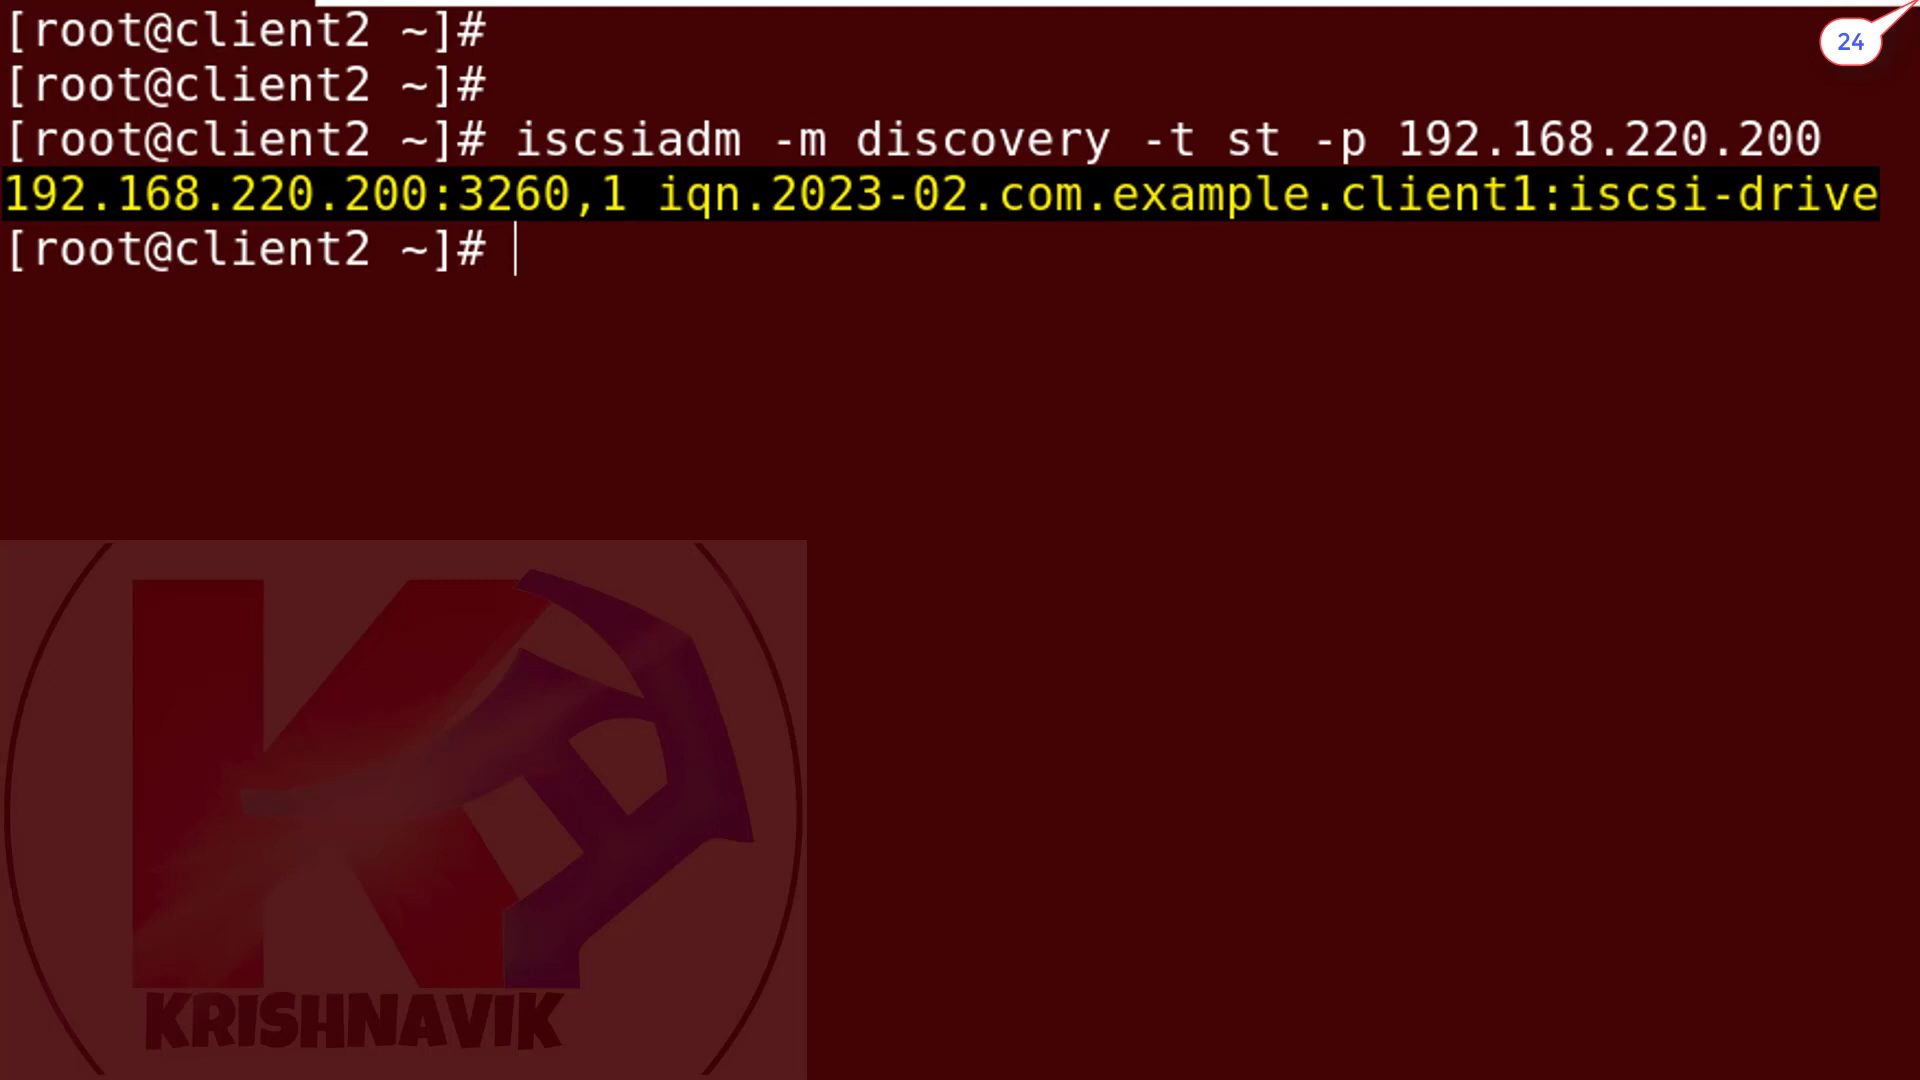 [root@client2 ~]#
24
[root@client2 ~]#
[root@client2 ~]# iscsiadm -m discovery -t st -p 192.168.220.200
192.168.220.200:3260,1 iqn.2023-02.com.example.client1:iscsi-drive
[root@client2 ~]#
KRISHNAVIK